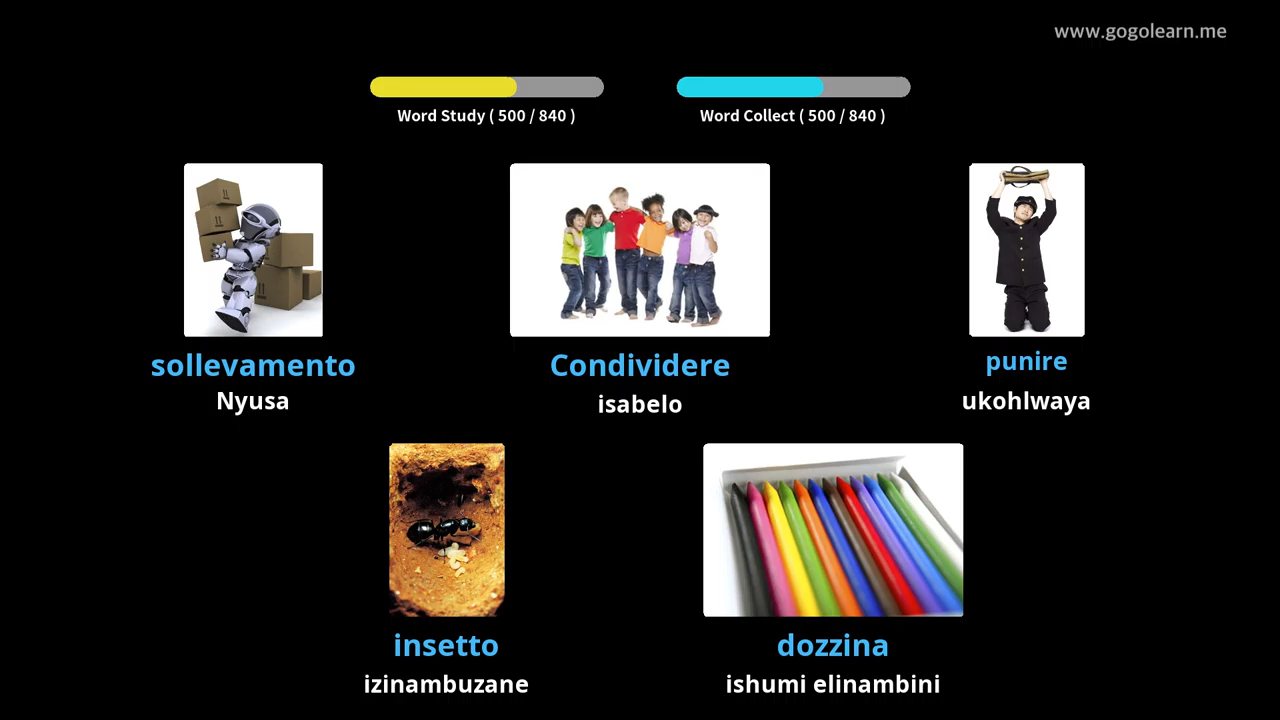 www.gogolearn.me
Word Study ( 500 / 840 )
Word Collect ( 500 / 840 )
sollevamento
Nyusa
Condividere
isabelo
punire
ukohlwaya
insetto
izinambuzane
dozzina
ishumi elinambini